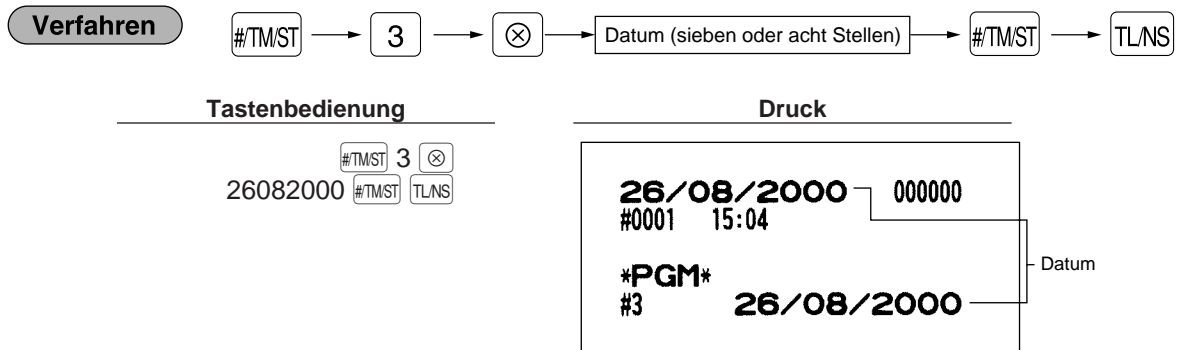 Verfahren #/TM/ST 3 ⊗ Datum (sieben oder acht Stellen) #/TM/ST TL/NS
Tastenbedienung Druck
#/TM/ST 3 ⊗
26082000 #/TM/ST TL/NS
26/08/2000 000000
#0001 15:04
Datum
*PGM*
#3 26/08/2000